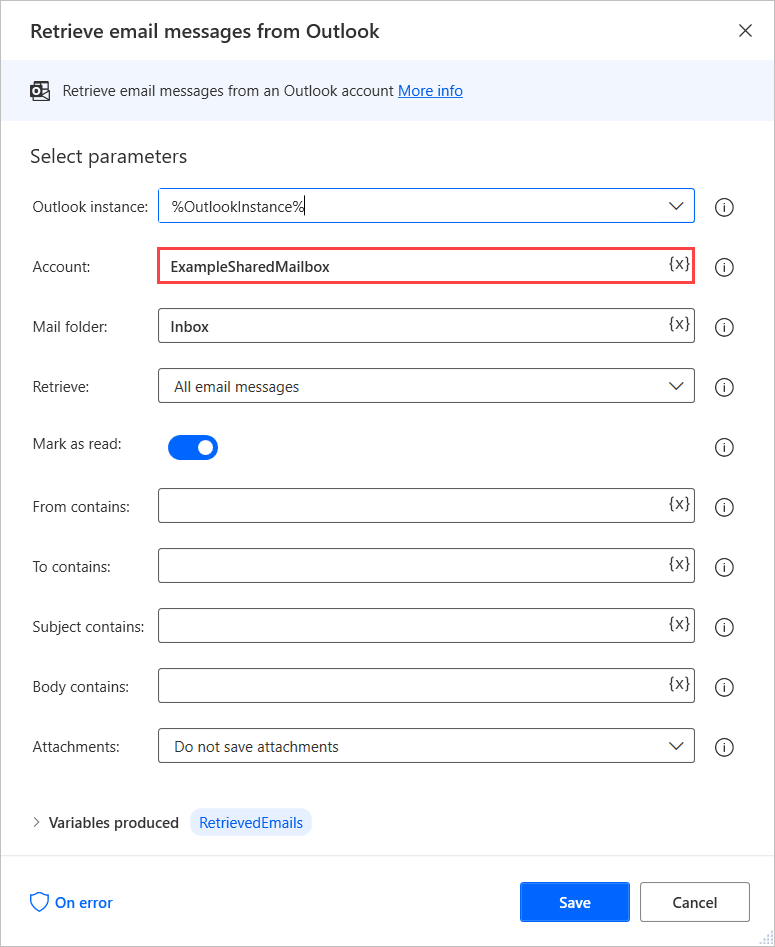 Retrieve email messages from Outlook
Retrieve email messages from an Outlook account More info
Select parameters
Outlook instance: %OutlookInstance%
Account: ExampleSharedMailbox {x}
Mail folder: Inbox {x}
Retrieve: All email messages
Mark as read:
From contains: {x}
To contains: {x}
Subject contains: {x}
Body contains: {x}
Attachments: Do not save attachments
Variables produced RetrievedEmails
On error Save Cancel